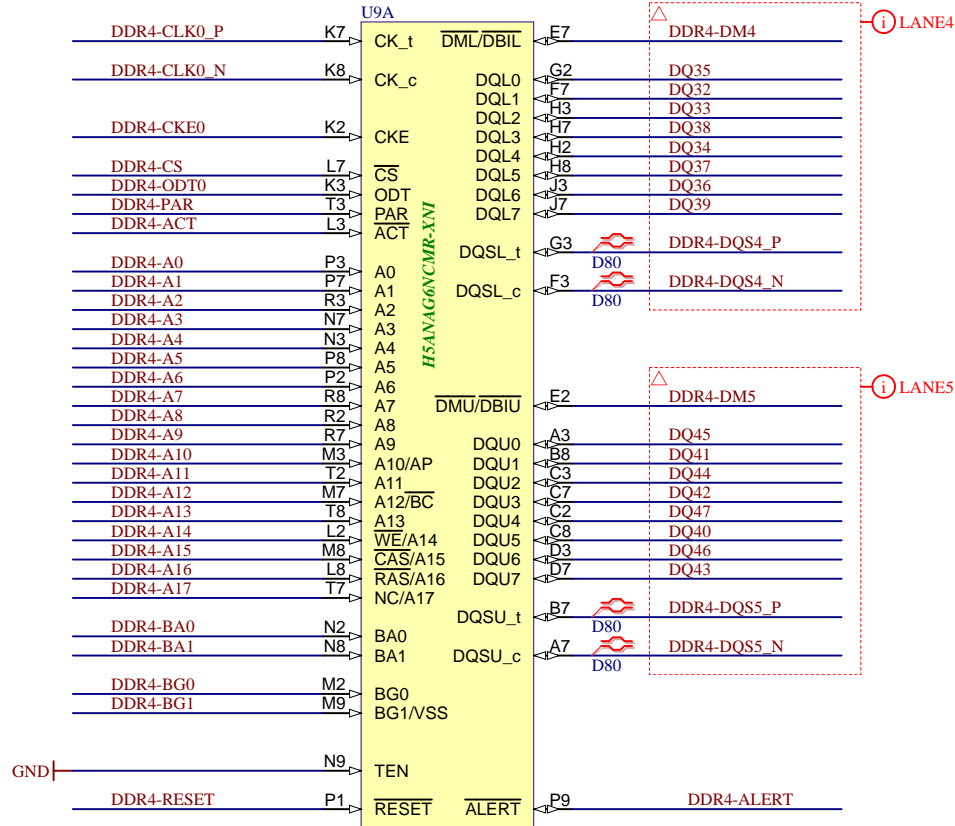 U9A
DDR4-CLK0_P K7 CK_t DML/DBIL E7 DDR4-DM4 i LANE4
DDR4-CLK0_N K8 CK_c DQL0 G2 DQ35
DQL1 F7 DQ32
DQL2 H3 DQ33
DDR4-CKE0 K2 CKE DQL3 H7 DQ38
DQL4 H2 DQ34
DDR4-CS L7 CS DQL5 H8 DQ37
DDR4-ODT0 K3 ODT DQL6 J3 DQ36
DDR4-PAR T3 PAR DQL7 J7 DQ39
DDR4-ACT L3 ACT
DQSL_t G3 D80 DDR4-DQS4_P
DDR4-A0 P3 A0
DDR4-A1 P7 A1 DQSL_c F3 D80 DDR4-DQS4_N
DDR4-A2 R3 A2
DDR4-A3 N7 A3
DDR4-A4 N3 A4
DDR4-A5 P8 A5
DDR4-A6 P2 A6
H5ANAG6NCMR-XNI
DDR4-A7 R8 A7 DMU/DBIU E2 DDR4-DM5 i LANE5
DDR4-A8 R2 A8
DDR4-A9 R7 A9 DQU0 A3 DQ45
DDR4-A10 M3 A10/AP DQU1 B8 DQ41
DDR4-A11 T2 A11 DQU2 C3 DQ44
DDR4-A12 M7 A12/BC DQU3 C7 DQ42
DDR4-A13 T8 A13 DQU4 C2 DQ47
DDR4-A14 L2 WE/A14 DQU5 C8 DQ40
DDR4-A15 M8 CAS/A15 DQU6 D3 DQ46
DDR4-A16 L8 RAS/A16 DQU7 D7 DQ43
DDR4-A17 T7 NC/A17
DQSU_t B7 D80 DDR4-DQS5_P
DDR4-BA0 N2 BA0
DDR4-BA1 N8 BA1 DQSU_c A7 D80 DDR4-DQS5_N
DDR4-BG0 M2 BG0
DDR4-BG1 M9 BG1/VSS
GND N9 TEN
DDR4-RESET P1 RESET ALERT P9 DDR4-ALERT